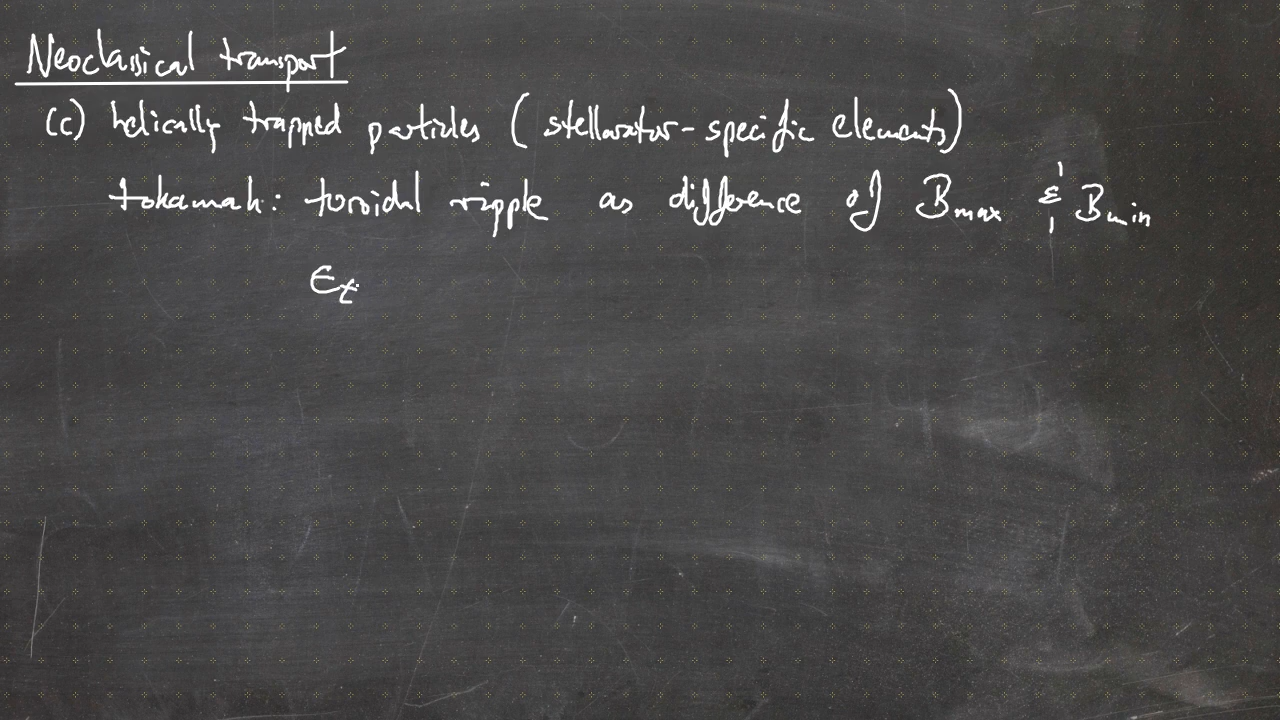 Neoclassical transport
(c) helically trapped particles (stellarator-specific elements)
tokamak: toroidal ripple as difference of Bmax & Bmin
ϵt